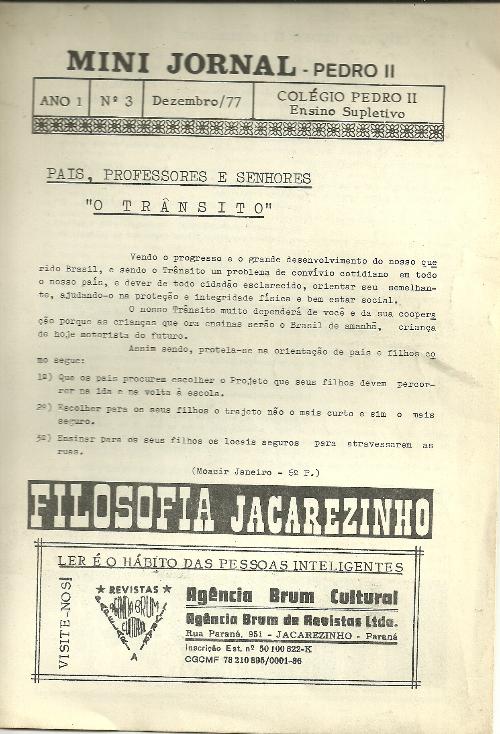 MINI JORNAL - PEDRO II
ANO 1 Nº 3 Dezembro/77 COLÉGIO PEDRO II
Ensino Supletivo
PAIS, PROFESSORES E SENHORES
"O TRÂNSITO"
Vendo o progresso e o grande desenvolvimento do nosso que
rido Brasil, e sendo o Trânsito um problema de convívio cotidiano em todo
o nosso país, e dever de todo cidadão esclarecido, orientar seu semelhan-
te, ajudando-o na proteção e integridade física e bem estar social.
O nosso Trânsito muito dependerá de você e da sua coopera
ção porque as crianças que ora ensinas serão o Brasil de amanhã, criança
de hoje motorista do futuro.
Assim sendo, protela-se na orientação de pais e filhos co
mo segue:
1º) Que os pais procurem escolher o Projeto que seus filhos devem percor-
rer na ida e na volta à escola.
2º) Escolher para os seus filhos o trajeto não o mais curto e sim o mais
seguro.
3º) Ensinar para os seus filhos os locais seguros para atravessarem as
ruas.
(Moacir Janeiro - 5º P.)
FILOSOFIA JACAREZINHO
LER É O HÁBITO DAS PESSOAS INTELIGENTES
VISITE-NOS!
REVISTAS
AGÊNCIA BRUM
CULTURAL
Agência Brum Cultural
Agência Brum de Revistas Ltda.
Rua Paraná, 951 - JACAREZINHO - Paraná
Inscrição Est. nº 50 100 622-K
CGCMF 78 210 895/0001-86